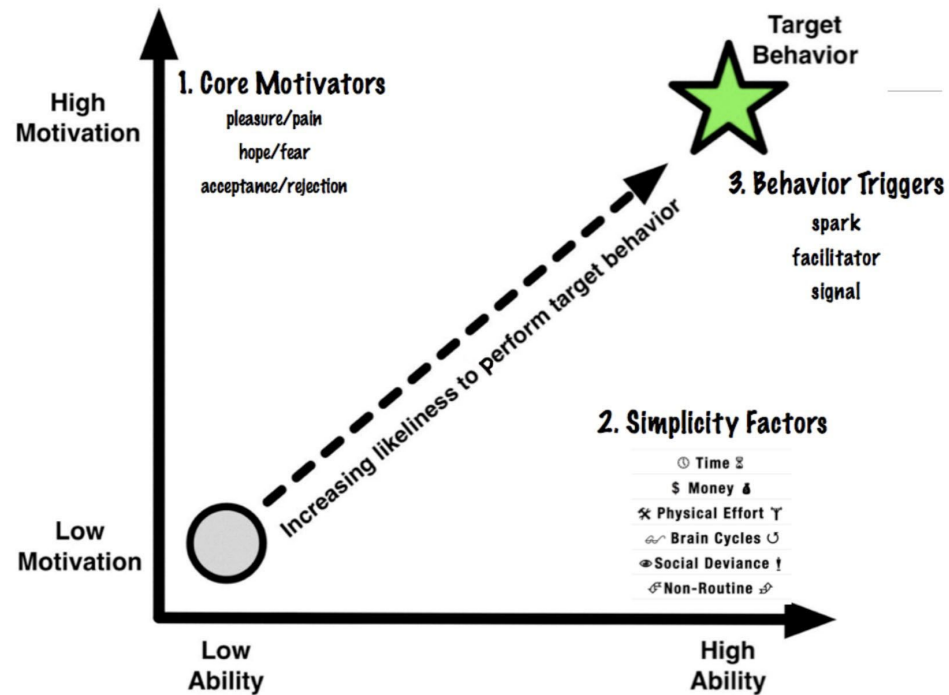 Target
Behavior
High
Motivation
1. Core Motivators
pleasure/pain
hope/fear
acceptance/rejection
3. Behavior Triggers
spark
facilitator
signal
Increasing likeliness to perform target behavior
2. Simplicity Factors
Time
$ Money
Physical Effort
Brain Cycles
Social Deviance
Non-Routine
Low
Motivation
Low
Ability
High
Ability